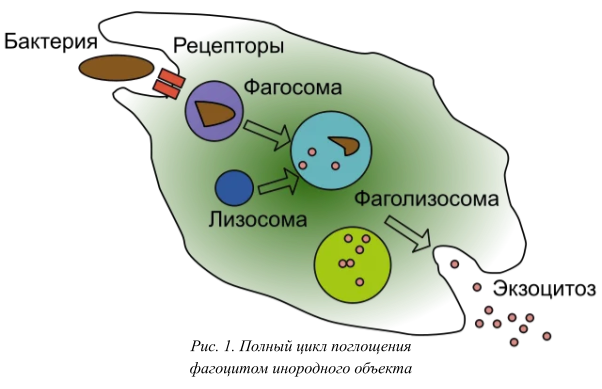 Бактерия
Рецепторы
Фагосома
Лизосома
Фаголизосома
Экзоцитоз
Рис. 1. Полный цикл поглощения
фагоцитом инородного объекта